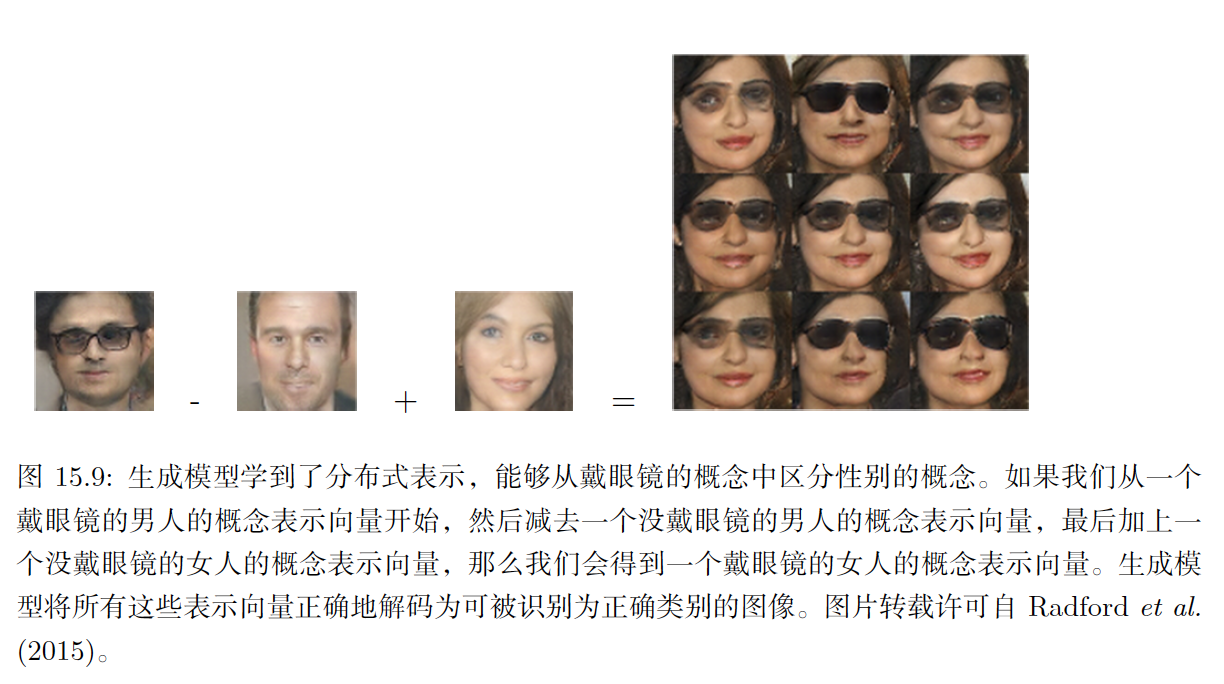 - + =
图 15.9: 生成模型学到了分布式表示，能够从戴眼镜的概念中区分性别的概念。如果我们从一个
戴眼镜的男人的概念表示向量开始，然后减去一个没戴眼镜的男人的概念表示向量，最后加上一
个没戴眼镜的女人的概念表示向量，那么我们会得到一个戴眼镜的女人的概念表示向量。生成模
型将所有这些表示向量正确地解码为可被识别为正确类别的图像。图片转载许可自 Radford et al.
(2015)。